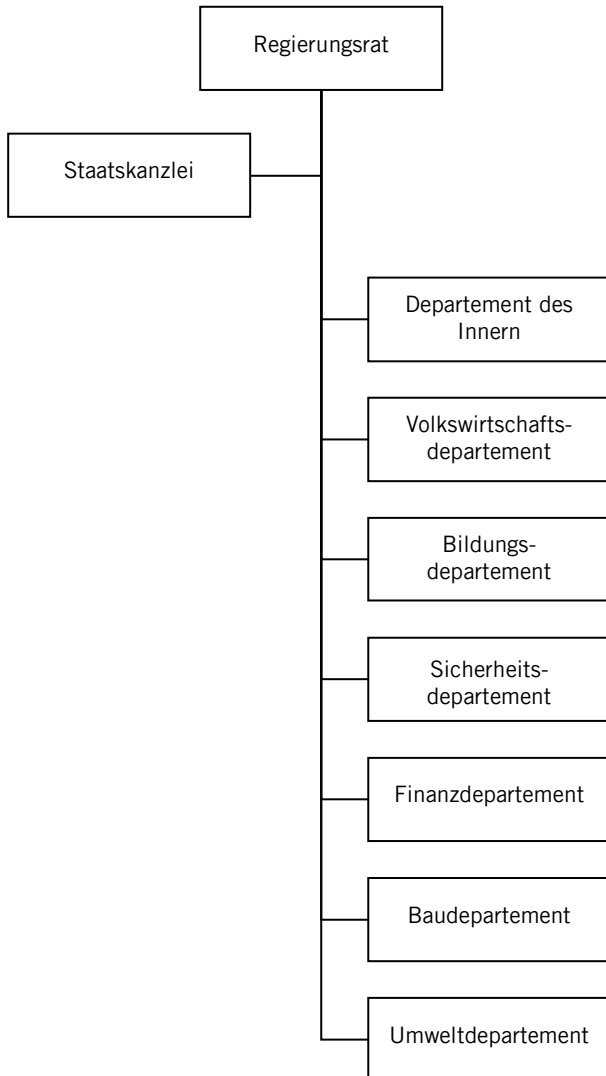 Regierungsrat
Staatskanzlei
Departement des
Innern
Volkswirtschafts-
departement
Bildungs-
departement
Sicherheits-
departement
Finanzdepartement
Baudepartement
Umweltdepartement